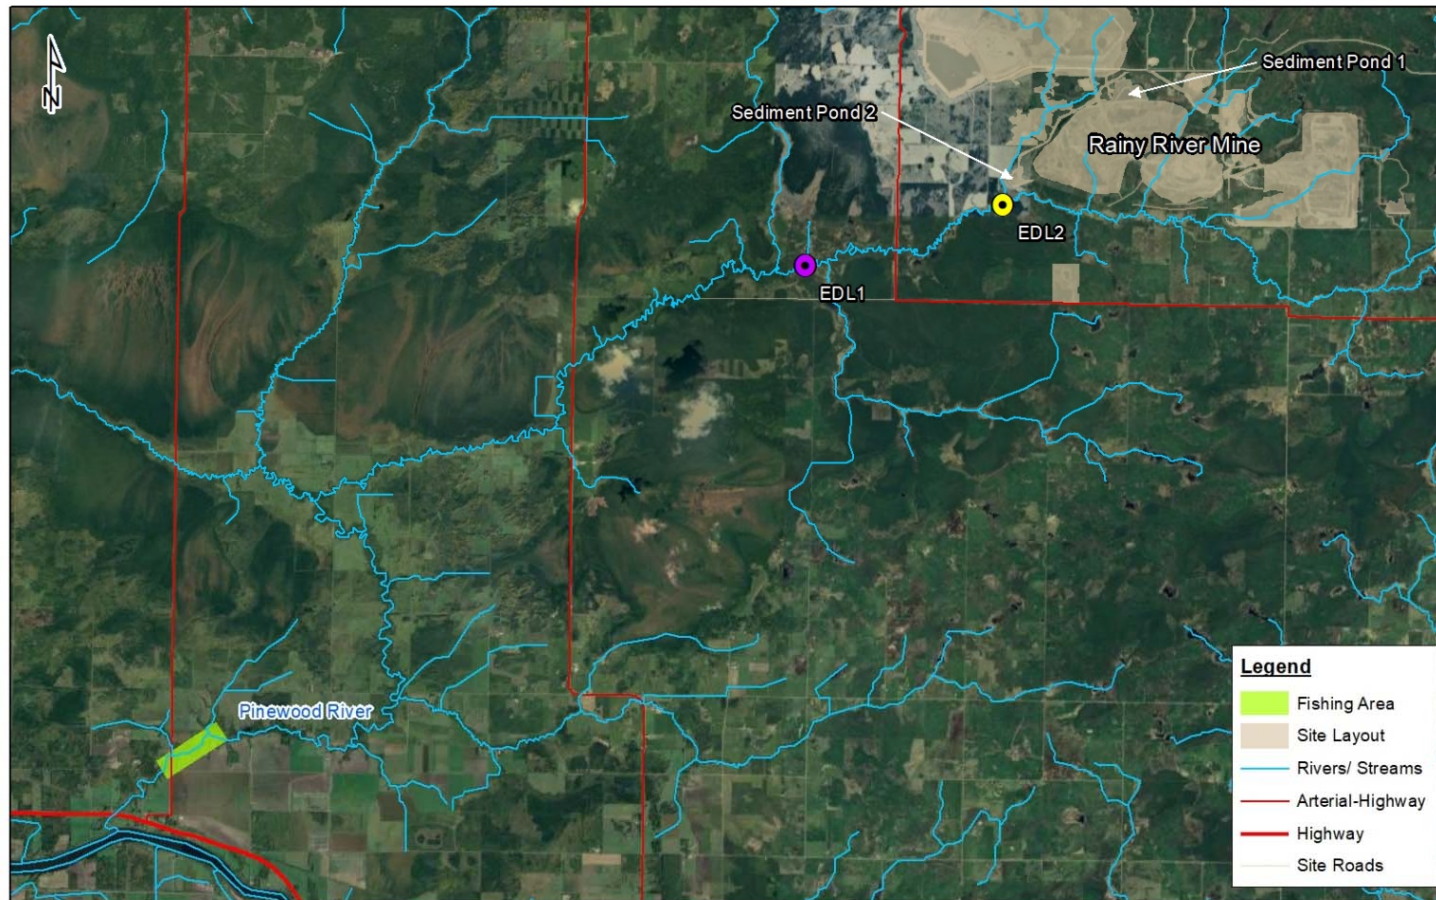 N
Sediment Pond 1
Sediment Pond 2
Rainy River Mine
EDL2
EDL1
Pinewood River
Legend
Fishing Area
Site Layout
Rivers/ Streams
Arterial-Highway
Highway
Site Roads